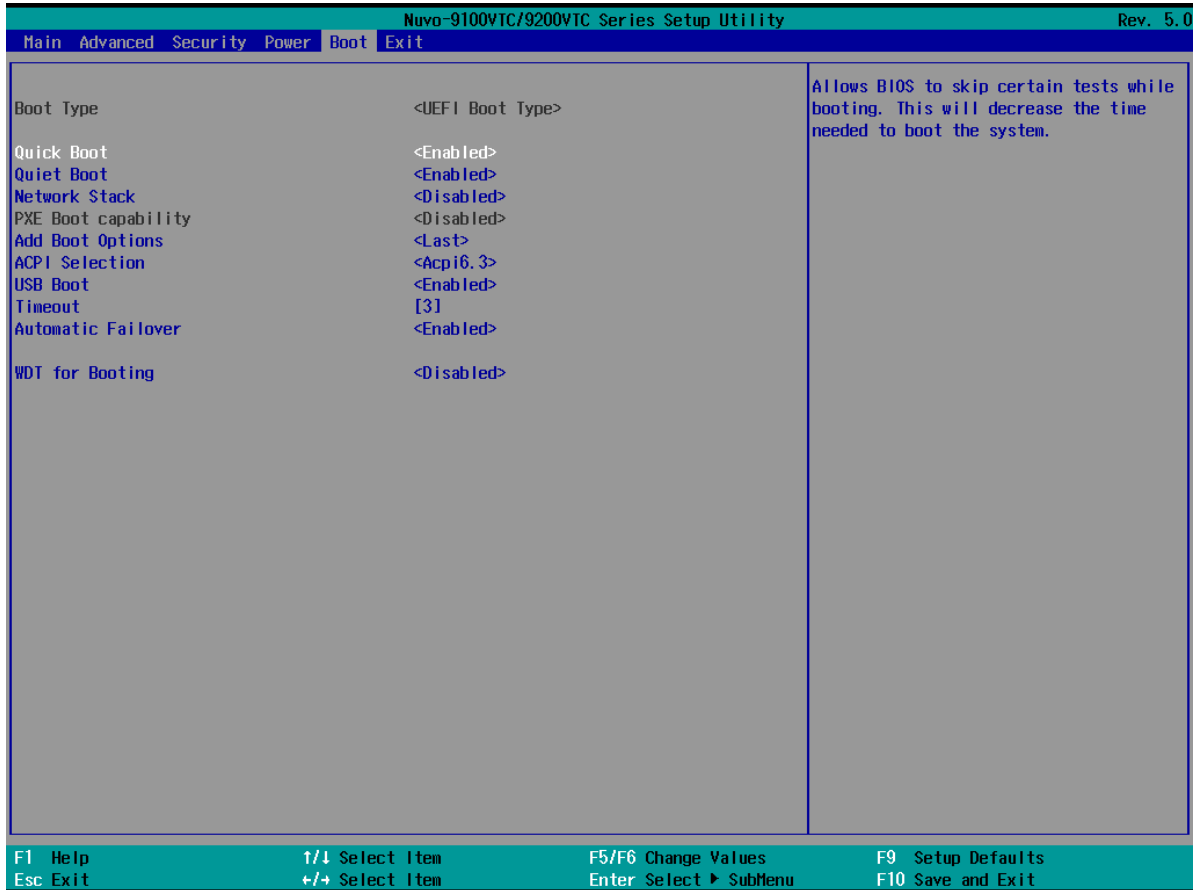 Nuvo-9100VTC/9200VTC Series Setup Utility Rev. 5.0
Main Advanced Security Power Boot Exit
Boot Type <UEFI Boot Type>
Quick Boot <Enabled>
Quiet Boot <Enabled>
Network Stack <Disabled>
PXE Boot capability <Disabled>
Add Boot Options <Last>
ACPI Selection <Acpi6.3>
USB Boot <Enabled>
Timeout [3]
Automatic Failover <Enabled>
WDT for Booting <Disabled>
Allows BIOS to skip certain tests while
booting. This will decrease the time
needed to boot the system.
F1 Help ↑/↓ Select Item F5/F6 Change Values F9 Setup Defaults
Esc Exit ←/→ Select Item Enter Select ▶ SubMenu F10 Save and Exit